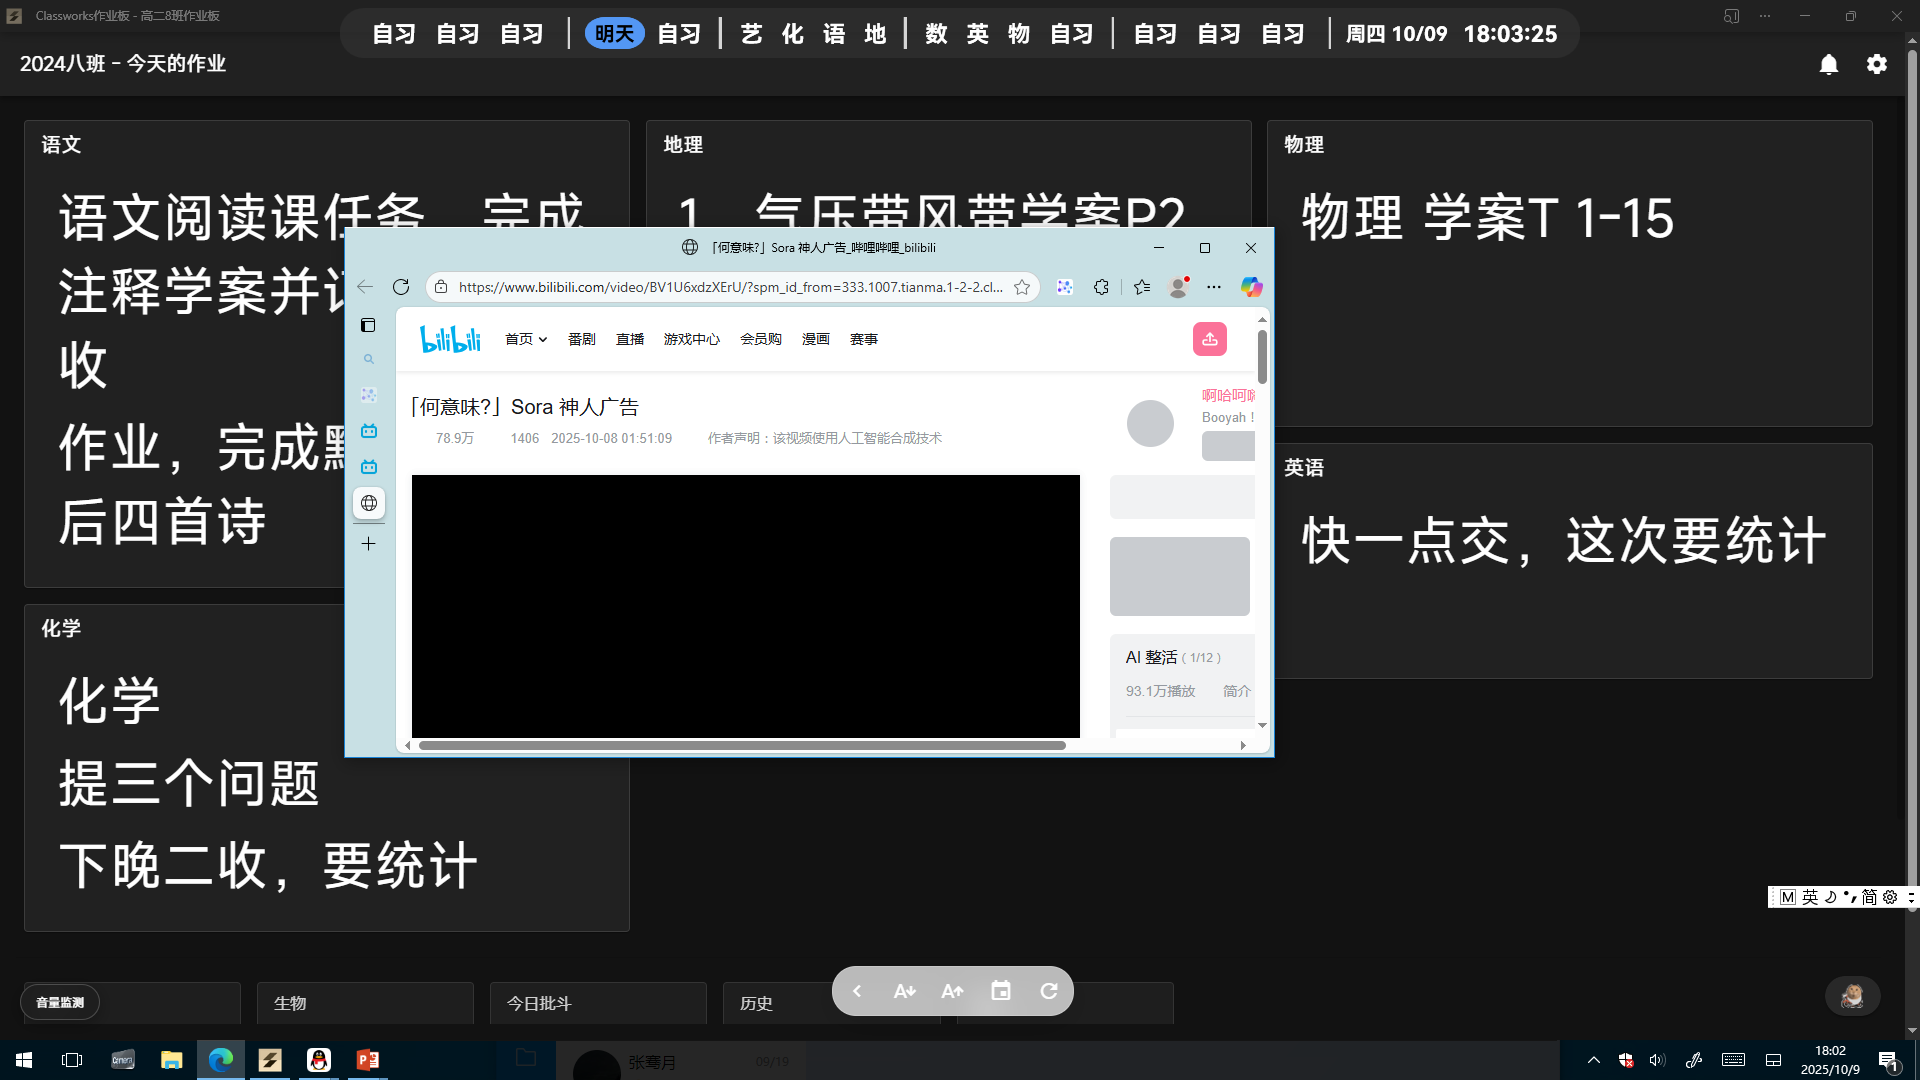 Classworks作业板 - 高二8班作业板
自习 自习 自习 | 明天 自习 | 艺 化 语 地 | 数 英 物 自习 | 自习 自习 自习 | 周四 10/09 18:03:25
2024八班 - 今天的作业
语文
语文阅读课任务，完成
注释学案并
收
作业，完成
后四首诗
地理
1、气压带风带学案P2
物理
物理 学案T 1-15
英语
快一点交，这次要统计
化学
化学
提三个问题
下晚二收，要统计
「何意味?」Sora 神人广告_哔哩哔哩_bilibili
https://www.bilibili.com/video/BV1U6xdzXErU/?spm_id_from=333.1007.tianma.1-2-2.cl...
bilibili
首页 番剧 直播 游戏中心 会员购 漫画 赛事
「何意味?」Sora 神人广告
78.9万 1406 2025-10-08 01:51:09 作者声明：该视频使用人工智能合成技术
啊哈呵
Booyah！
AI 整活（1/12）
93.1万播放 简介
M 英 简
音量监测
生物
今日批斗
历史
张骞月 09/19
18:02
2025/10/9
1